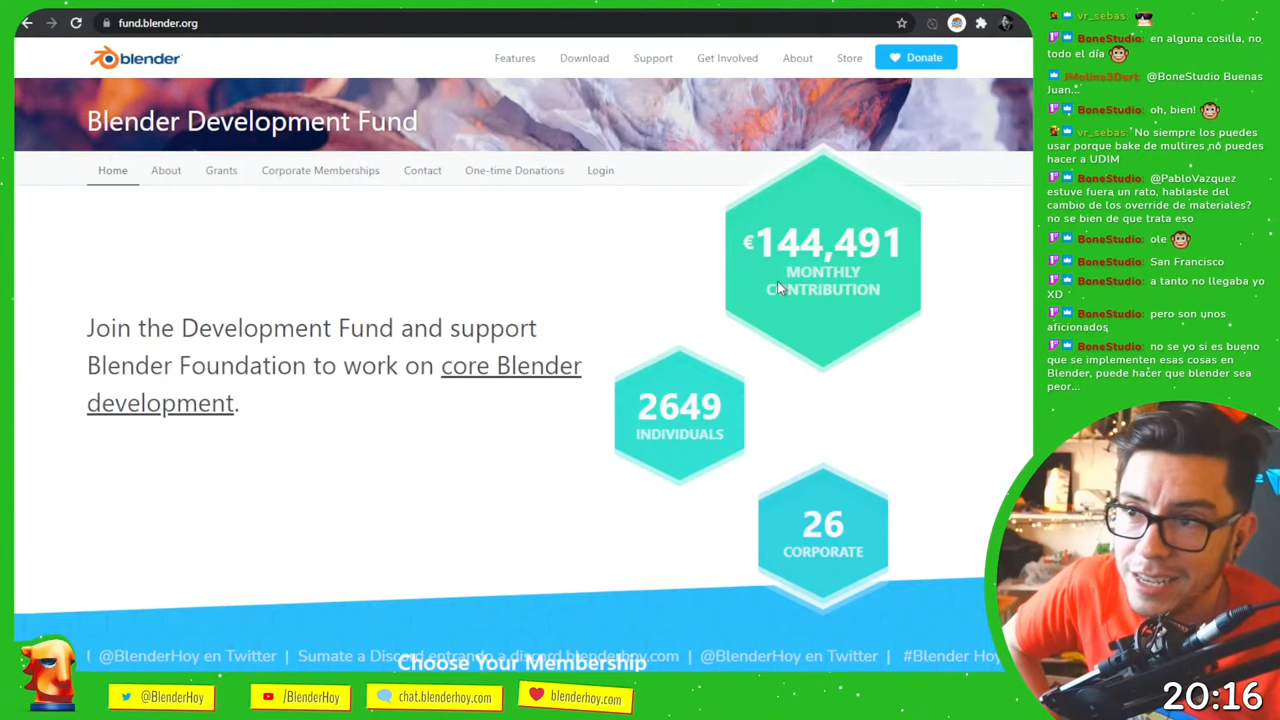 fund.blender.org
blender
Features Download Support Get Involved About Store Donate
Blender Development Fund
Home About Grants Corporate Memberships Contact One-time Donations Login
€144,491
MONTHLY
CONTRIBUTION
Join the Development Fund and support
Blender Foundation to work on core Blender
development.
2649
INDIVIDUALS
26
CORPORATE
Choose Your Membership
| @BlenderHoy en Twitter | Sumate a Discord entrando a discord.blenderhoy.com | @BlenderHoy en Twitter | #Blender Hoy
@BlenderHoy /BlenderHoy chat.blenderhoy.com blenderhoy.com
vr_sebas:
BoneStudio: en alguna cosilla, no
todo el día
JMolina3Dart: @BoneStudio Buenas
Juan...
BoneStudio: oh, bien!
vr_sebas: No siempre los puedes
usar porque bake de multires no puedes
hacer a UDIM
BoneStudio: @PabloVazquez
estuve fuera un rato, hablaste del
cambio de los override de materiales?
no se bien de que trata eso
BoneStudio: ole
BoneStudio: San Francisco
BoneStudio: a tanto no llegaba yo
XD
BoneStudio: pero son unos
aficionados
BoneStudio: no se yo si es bueno
que se implementen esas cosas en
Blender, puede hacer que blender sea
peor...
20:16